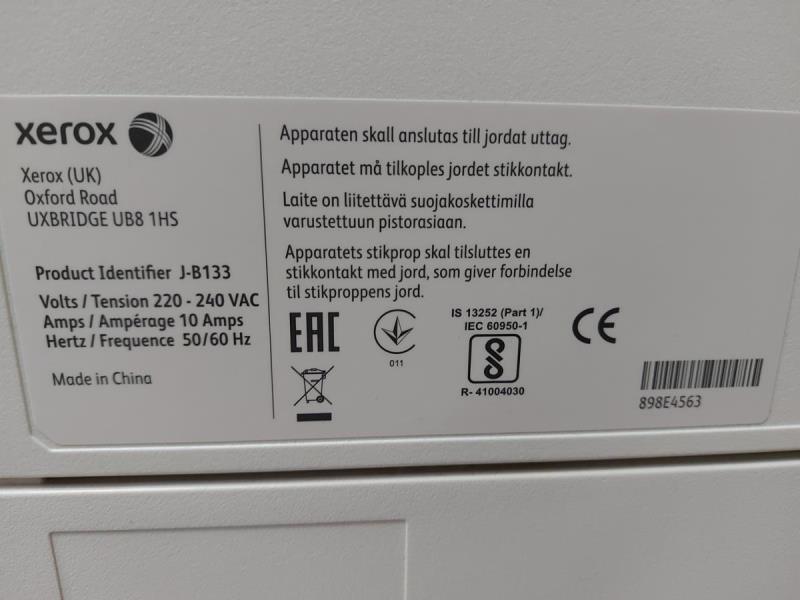 xerox
Xerox (UK)
Oxford Road
UXBRIDGE UB8 1HS
Product Identifier J-B133
Volts / Tension 220 - 240 VAC
Amps / Ampérage 10 Amps
Hertz / Frequence 50/60 Hz
Made in China
Apparaten skall anslutas till jordat uttag.
Apparatet må tilkoples jordet stikkontakt.
Laite on liitettävä suojakoskettimilla
varustettuun pistorasiaan.
Apparatets stikprop skal tilsluttes en
stikkontakt med jord, som giver forbindelse
til stikproppens jord.
EAC
011
IS 13252 (Part 1)/
IEC 60950-1
R- 41004030
CE
898E4563